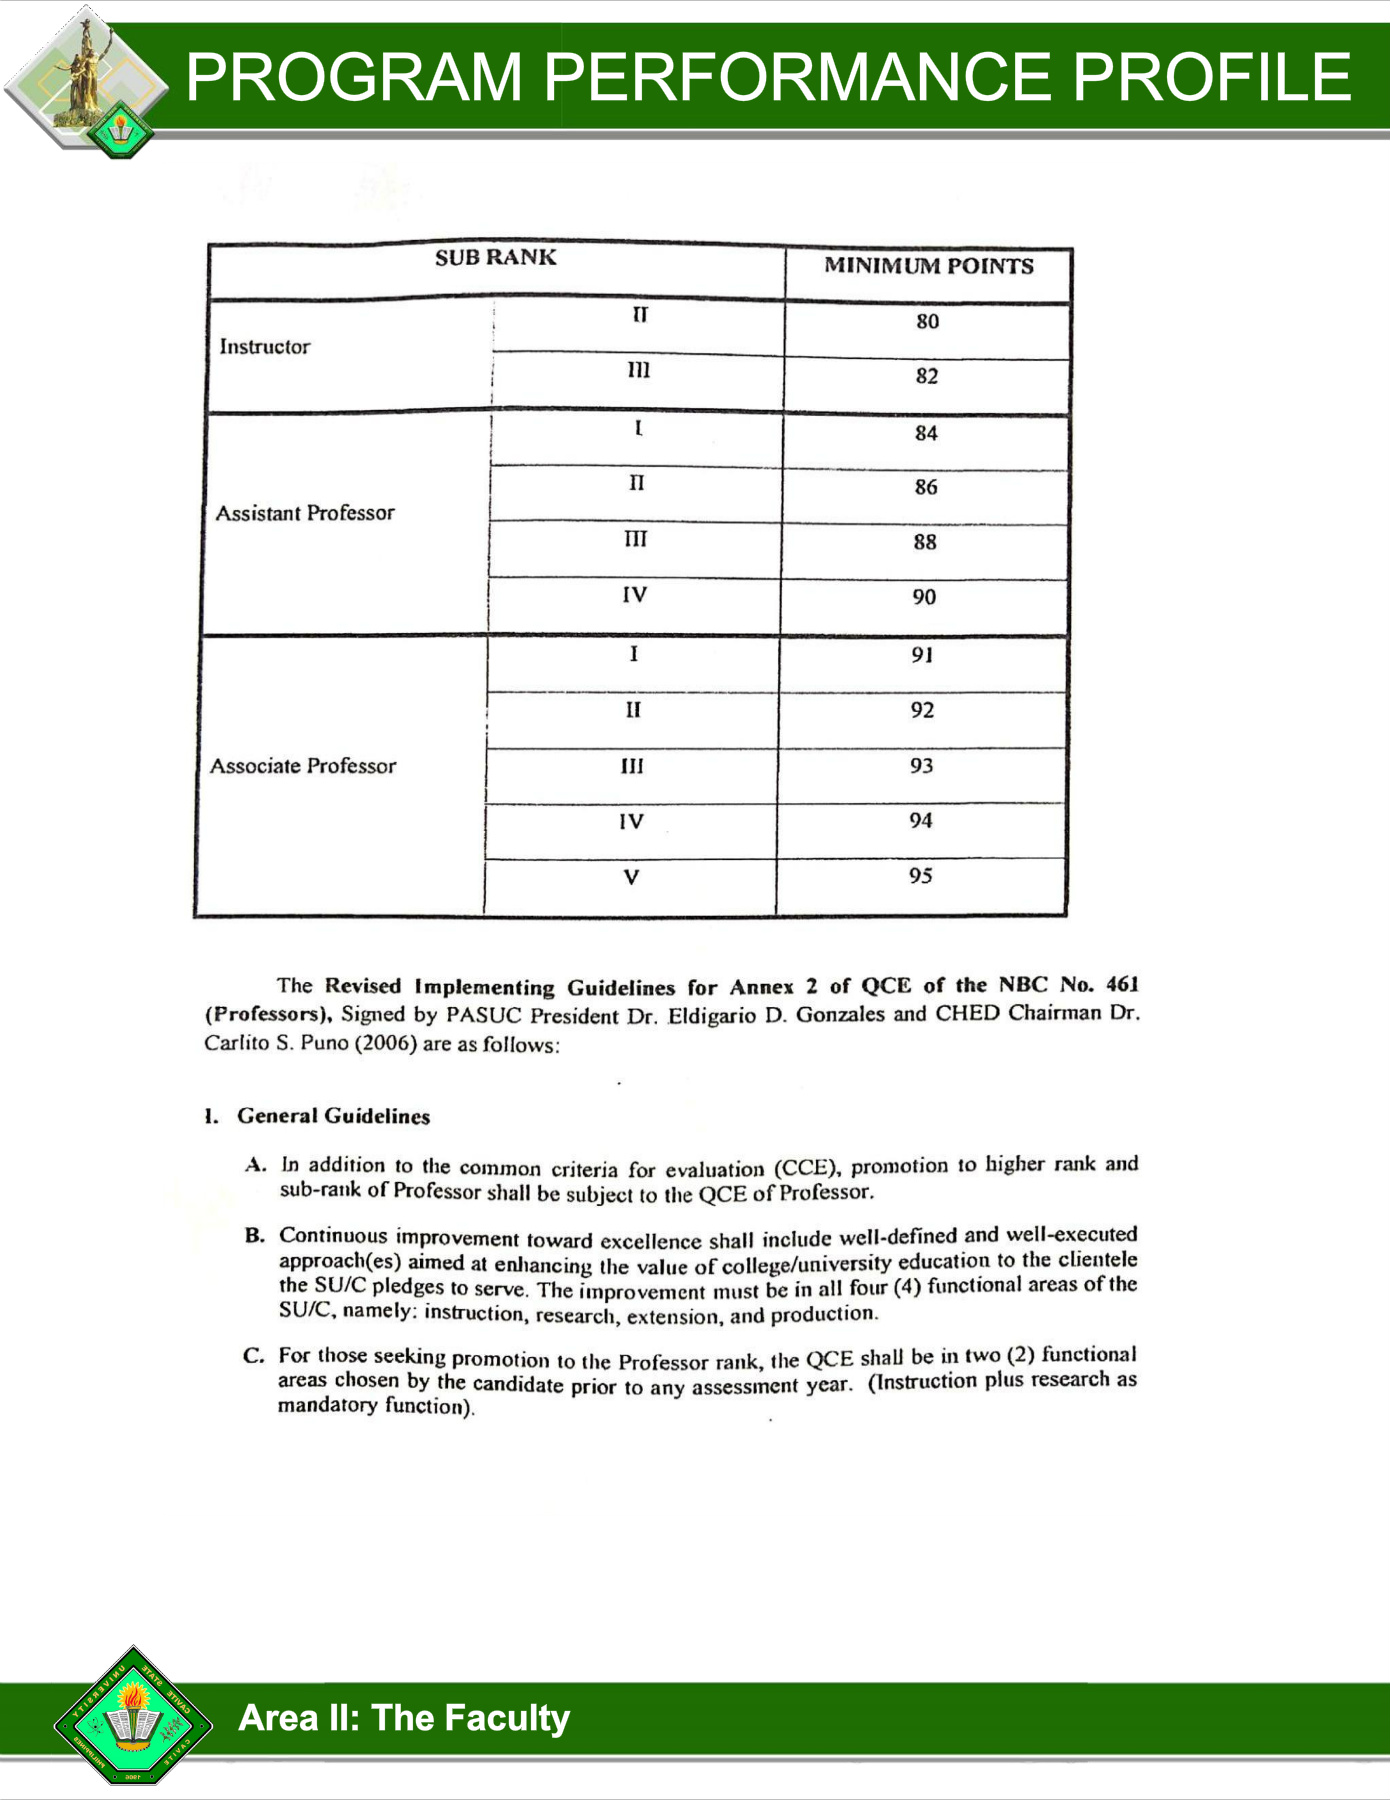 PROGRAM PERFORMANCE PROFILE
SUB RANK MINIMUM POINTS
Instructor
II 80
III 82
Assistant Professor
I 84
II 86
III 88
IV 90
Associate Professor
I 91
II 92
III 93
IV 94
V 95
The Revised Implementing Guidelines for Annex 2 of QCE of the NBC No. 461
(Professors), Signed by PASUC President Dr. Eldigario D. Gonzales and CHED Chairman Dr.
Carlito S. Puno (2006) are as follows:
I. General Guidelines
A. In addition to the common criteria for evaluation (CCE), promotion to higher rank and
sub-rank of Professor shall be subject to the QCE of Professor.
B. Continuous improvement toward excellence shall include well-defined and well-executed
approach(es) aimed at enhancing the value of college/university education to the clientele
the SU/C pledges to serve. The improvement must be in all four (4) functional areas of the
SU/C, namely: instruction, research, extension, and production.
C. For those seeking promotion to the Professor rank, the QCE shall be in two (2) functional
areas chosen by the candidate prior to any assessment year. (Instruction plus research as
mandatory function).
CAVITE STATE UNIVERSITY
CAVITE PHILIPPINES
1906
Area II: The Faculty